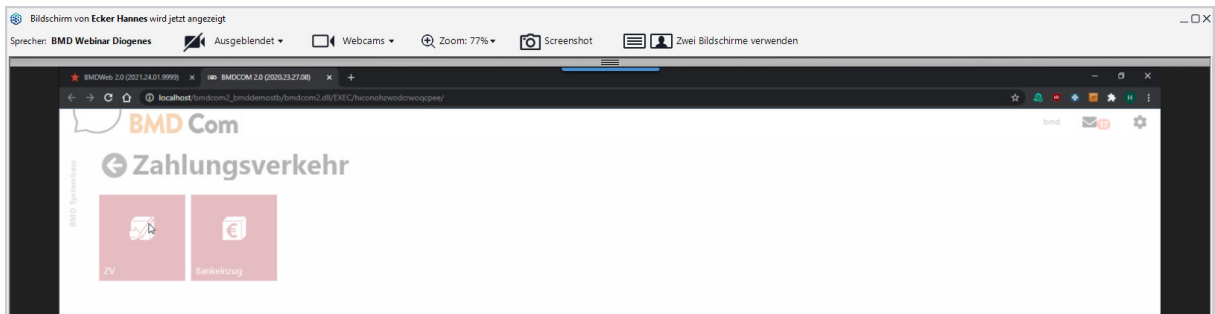 Bildschirm von Ecker Hannes wird jetzt angezeigt
Sprecher: BMD Webinar Diogenes Ausgeblendet Webcams Zoom: 77% Screenshot Zwei Bildschirme verwenden
BMDWeb 2.0 (2021.24.01.9999) BMDCOM 2.0 (2020.23.27.08)
localhost/bmdcom2_bmddemostb/bmdcom2.dll/EXEC/
BMD Com bmd
Zahlungsverkehr
BMD Systemhaus
ZV Bankeinzug